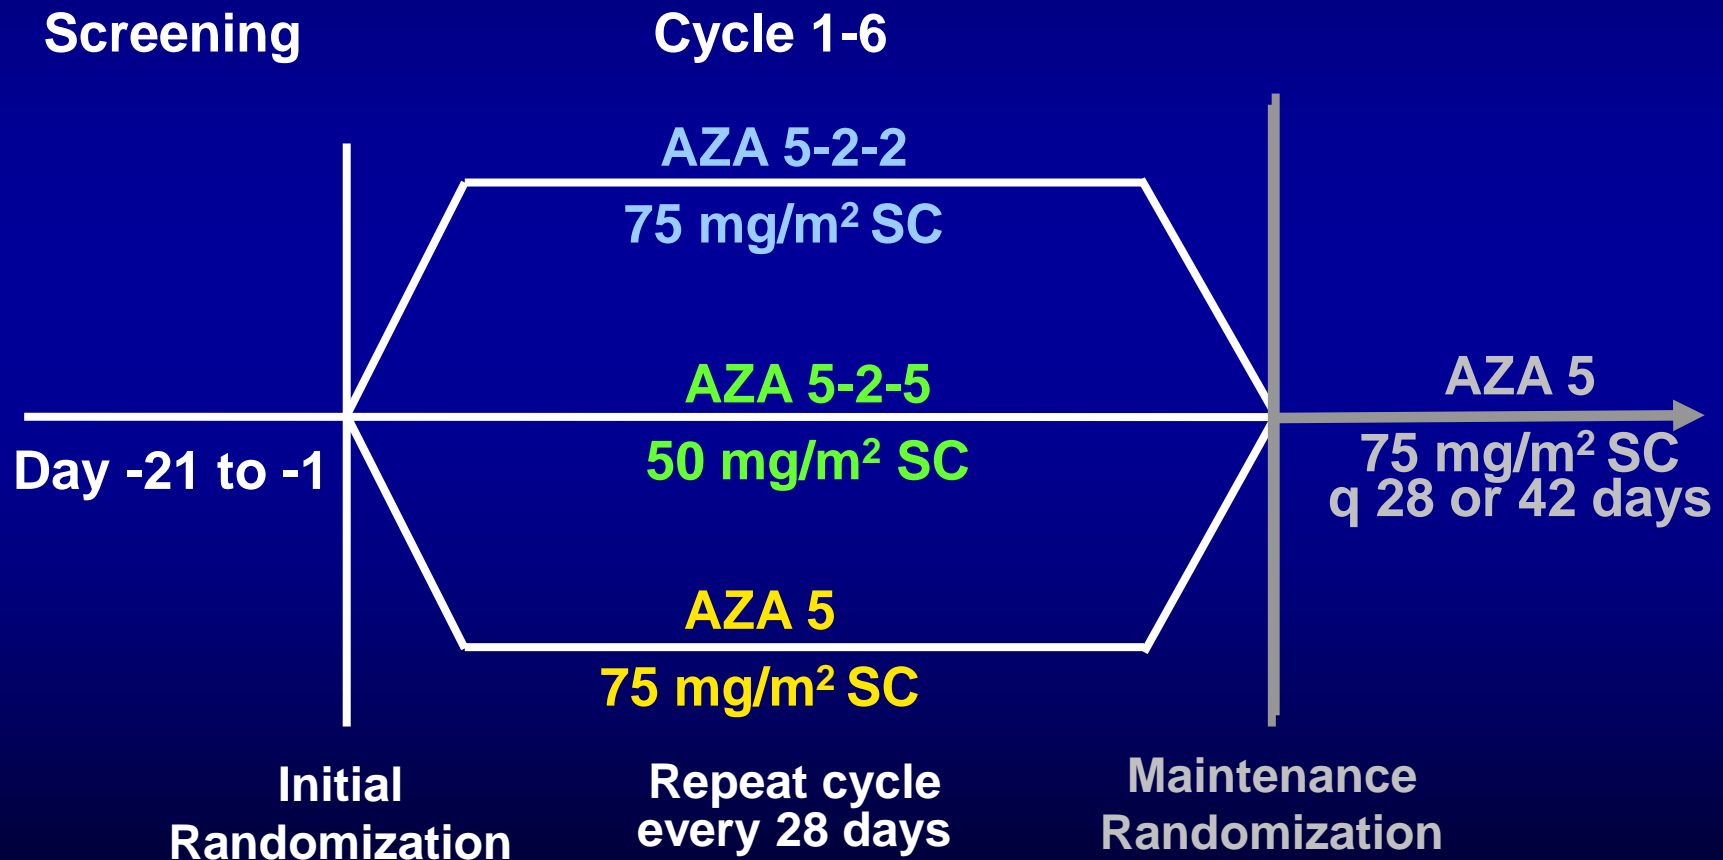 Screening
Cycle 1-6
AZA 5-2-2
75 mg/m² SC
AZA 5-2-5
50 mg/m² SC
AZA 5
75 mg/m² SC
Day -21 to -1
AZA 5
75 mg/m² SC
q 28 or 42 days
Initial
Randomization
Repeat cycle
every 28 days
Maintenance
Randomization